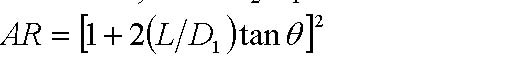 AR = [1 + 2(L/D₁)tan θ]²